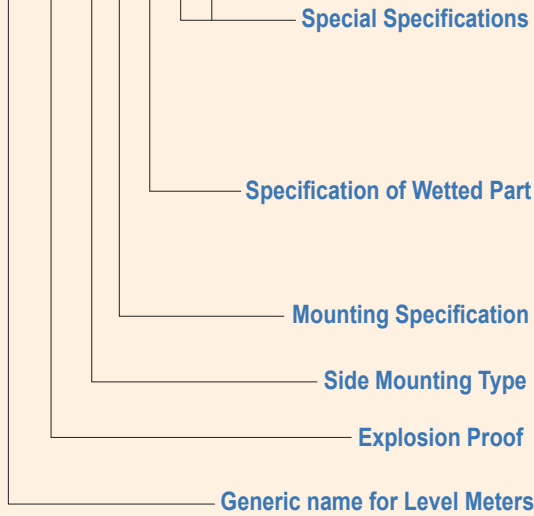 Special Specifications
Specification of Wetted Part
Mounting Specification
Side Mounting Type
Explosion Proof
Generic name for Level Meters